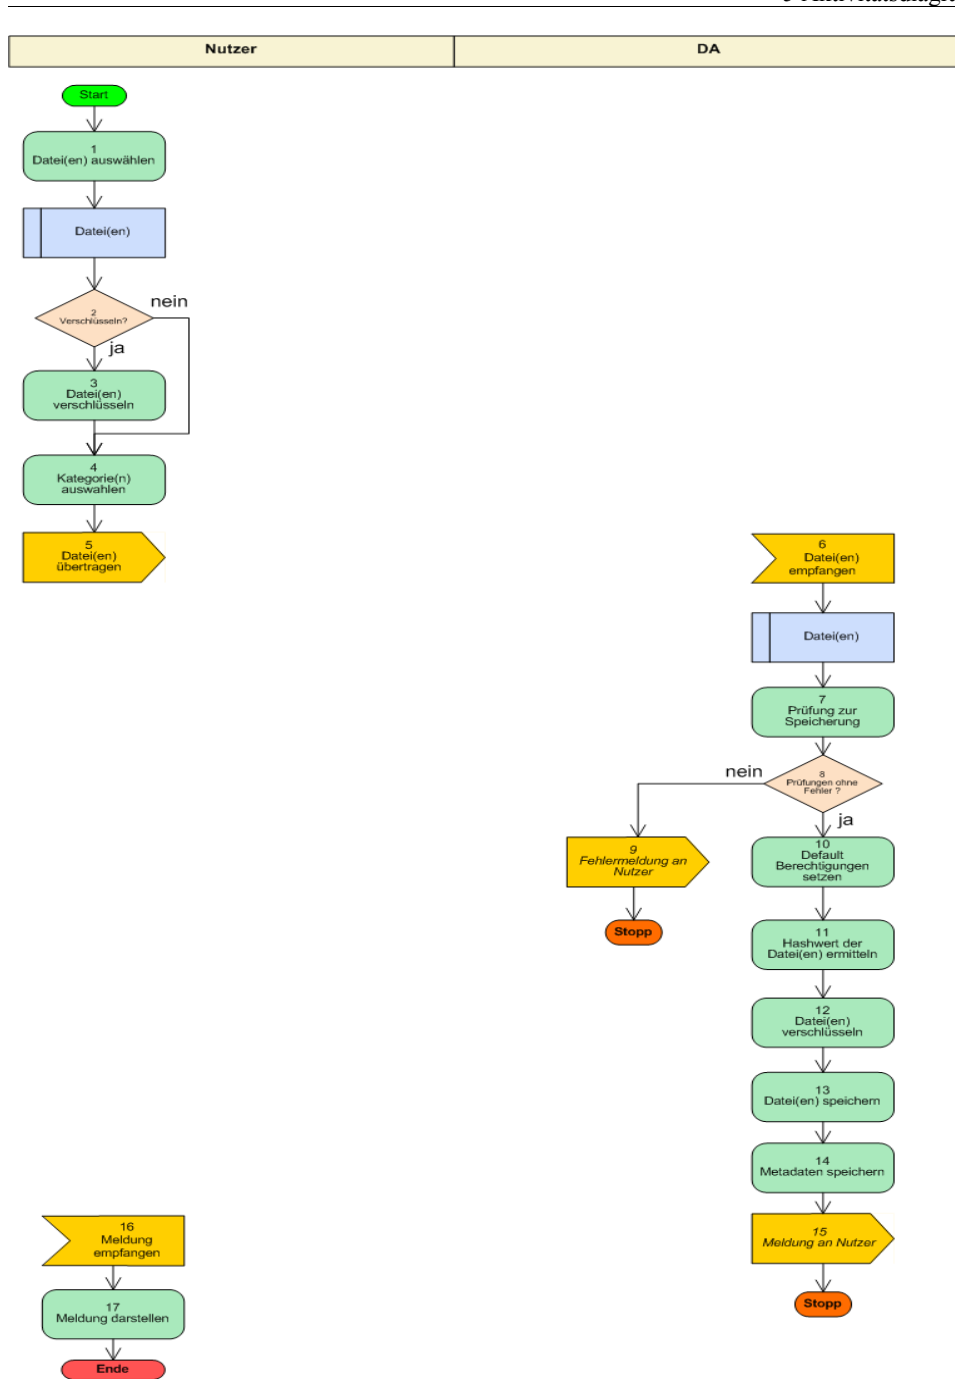 Nutzer
DA
Start
1
Datei(en) auswählen
Datei(en)
2
Verschlüsseln?
nein
ja
3
Datei(en)
verschlüsseln
4
Kategorie(n)
auswahlen
5
Datei(en)
übertragen
6
Datei(en)
empfangen
Datei(en)
7
Prüfung zur
Speicherung
8
Prüfungen ohne
Fehler ?
nein
ja
9
Fehlermeldung an
Nutzer
Stopp
10
Default
Berechtigungen
setzen
11
Hashwert der
Datei(en) ermitteln
12
Datei(en)
verschlüsseln
13
Datei(en) speichern
14
Metadaten speichern
15
Meldung an Nutzer
Stopp
16
Meldung
empfangen
17
Meldung darstellen
Ende